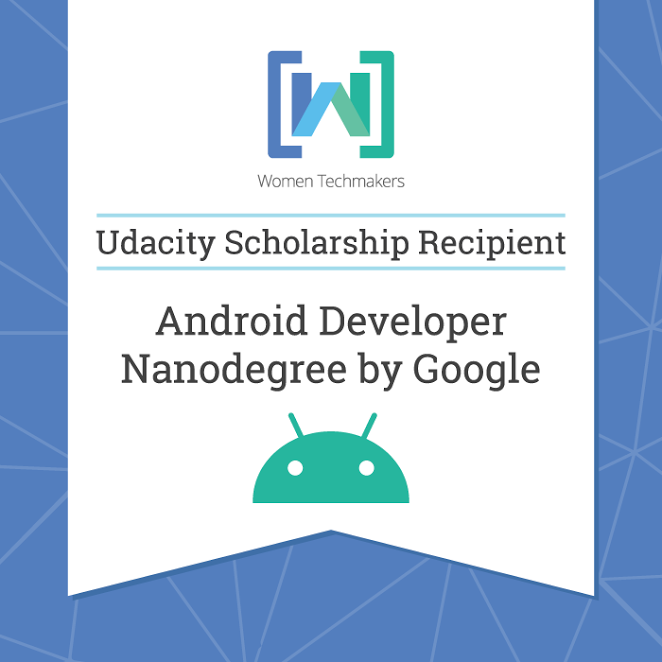 Women Techmakers
Udacity Scholarship Recipient
Android Developer
Nanodegree by Google